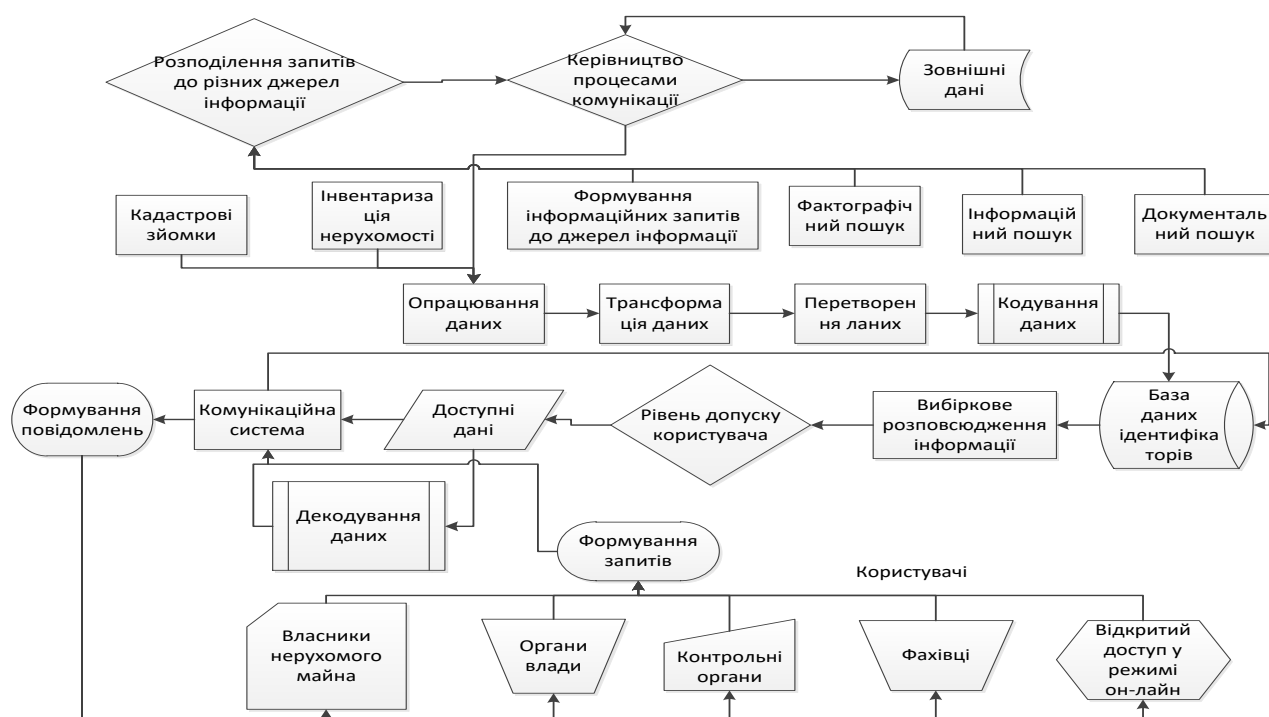 Розподілення запитів
до різних джерел
інформації
Керівництво
процесами
комунікації
Зовнішні
дані
Кадастрові
зйомки
Інвентариза
ція
нерухомості
Формування
інформаційних запитів
до джерел інформації
Фактографіч
ний пошук
Інформацій
ний пошук
Документаль
ний пошук
Опрацювання
даних
Трансформа
ція даних
Перетворен
ня ланих
Кодування
даних
Формування
повідомлень
Комунікаційна
система
Доступні
дані
Рівень допуску
користувача
Вибіркове
розповсюдження
інформації
База
даних
ідентифіка
торів
Декодування
даних
Формування
запитів
Користувачі
Власники
нерухомого
майна
Органи
влади
Контрольні
органи
Фахівці
Відкритий
доступ у
режимі
он-лайн